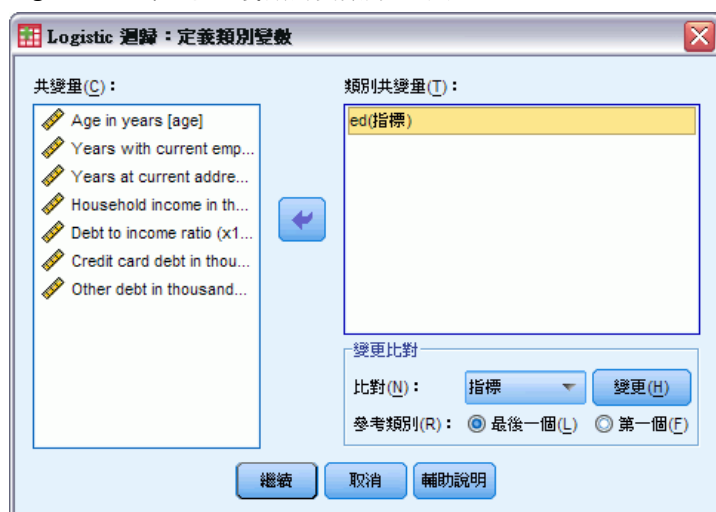 Logistic 迴歸：定義類別變數
共變量(C)：
Age in years [age]
Years with current emp...
Years at current addre...
Household income in th...
Debt to income ratio (x1...
Credit card debt in thou...
Other debt in thousand...
類別共變量(T)：
ed(指標)
變更比對
比對(N)： 指標 變更(H)
參考類別(R)： 最後一個(L) 第一個(F)
繼續 取消 輔助說明